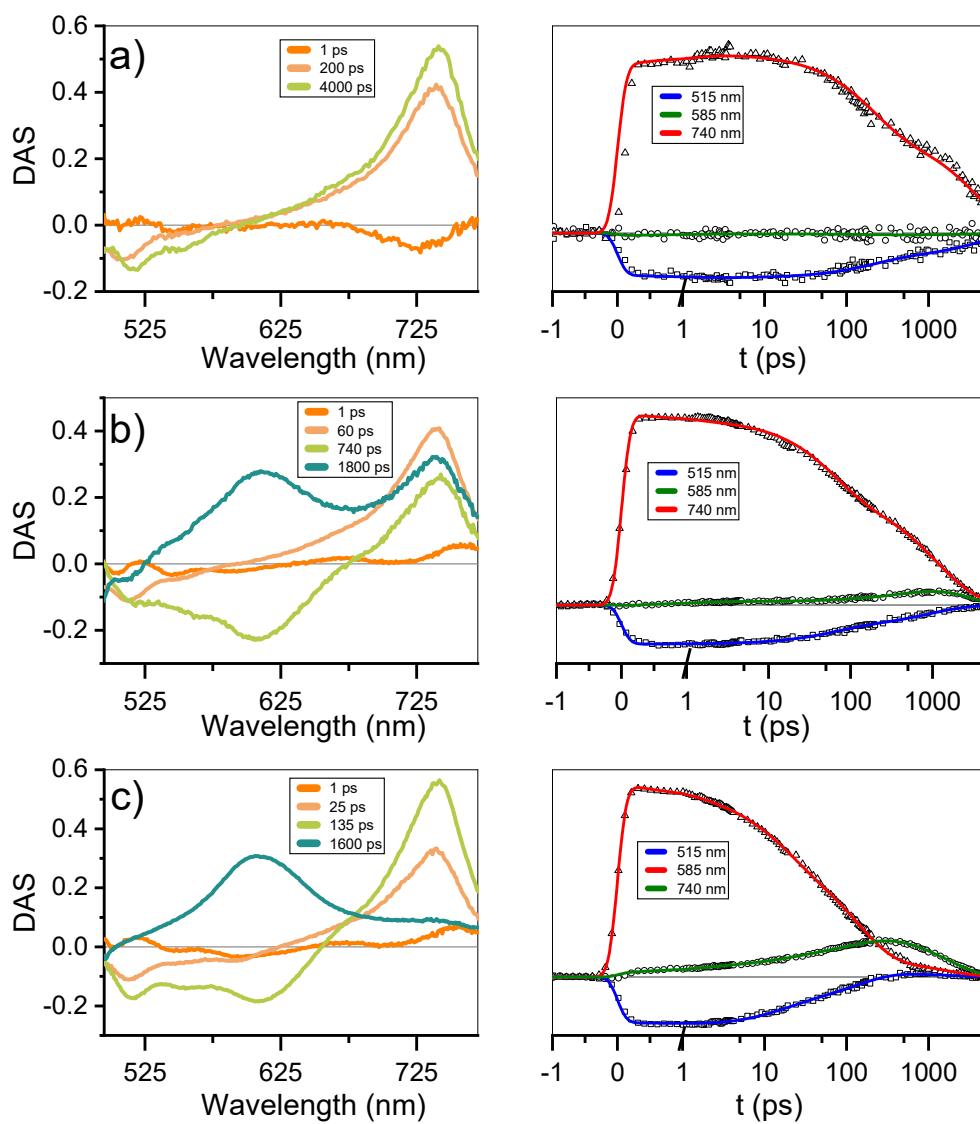 a)
DAS
0.6
0.4
0.2
0.0
-0.2
1 ps
200 ps
4000 ps
525
625
725
Wavelength (nm)
515 nm
585 nm
740 nm
-1
0
1
10
100
1000
t (ps)
b)
DAS
0.4
0.2
0.0
-0.2
1 ps
60 ps
740 ps
1800 ps
525
625
725
Wavelength (nm)
515 nm
585 nm
740 nm
-1
0
1
10
100
1000
t (ps)
c)
DAS
0.6
0.4
0.2
0.0
-0.2
1 ps
25 ps
135 ps
1600 ps
525
625
725
Wavelength (nm)
515 nm
585 nm
740 nm
-1
0
1
10
100
1000
t (ps)